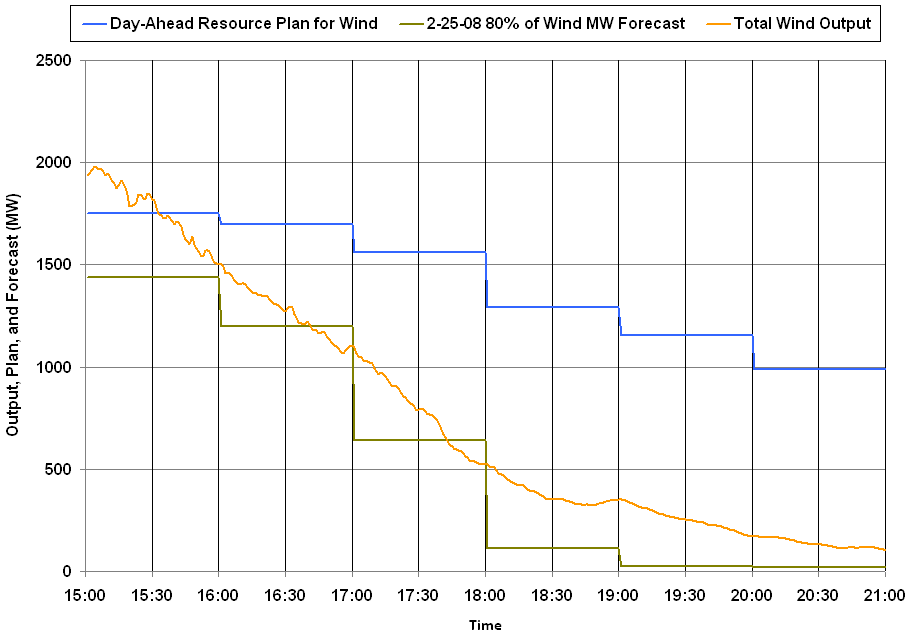 Day-Ahead Resource Plan for Wind 2-25-08 80% of Wind MW Forecast Total Wind Output
2500
2000
1500
1000
500
0
Output, Plan, and Forecast (MW)
15:00 15:30 16:00 16:30 17:00 17:30 18:00 18:30 19:00 19:30 20:00 20:30 21:00
Time